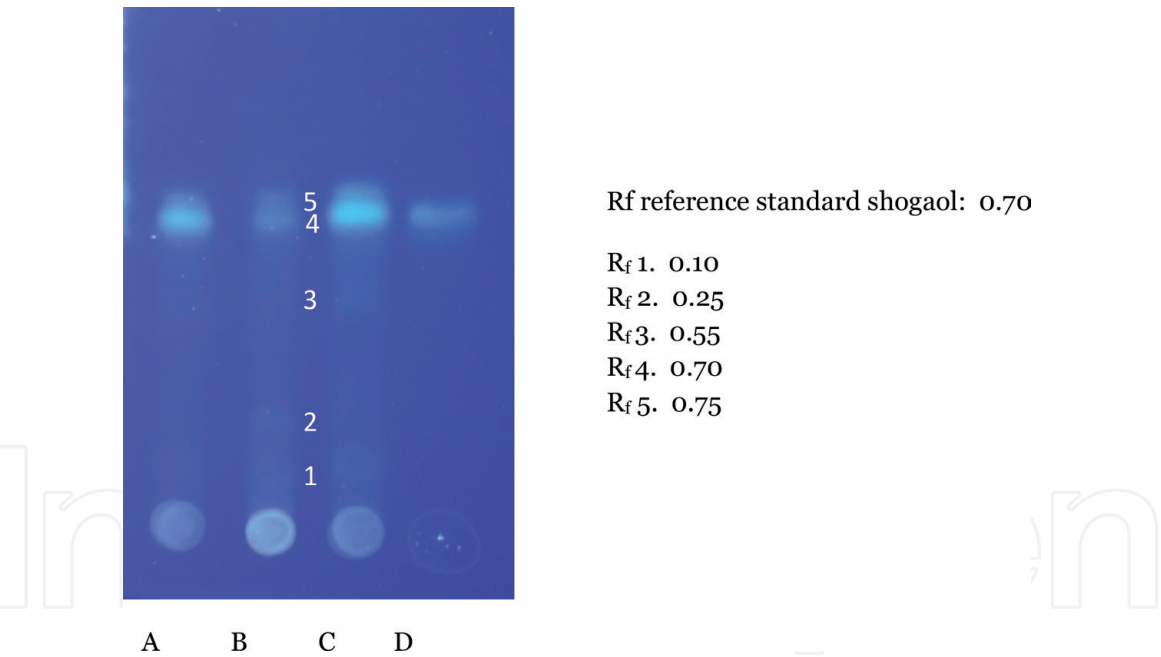 5
4
3
2
1
Rf reference standard shogaol: 0.70
Rf 1. 0.10
Rf 2. 0.25
Rf 3. 0.55
Rf 4. 0.70
Rf 5. 0.75
A B C D